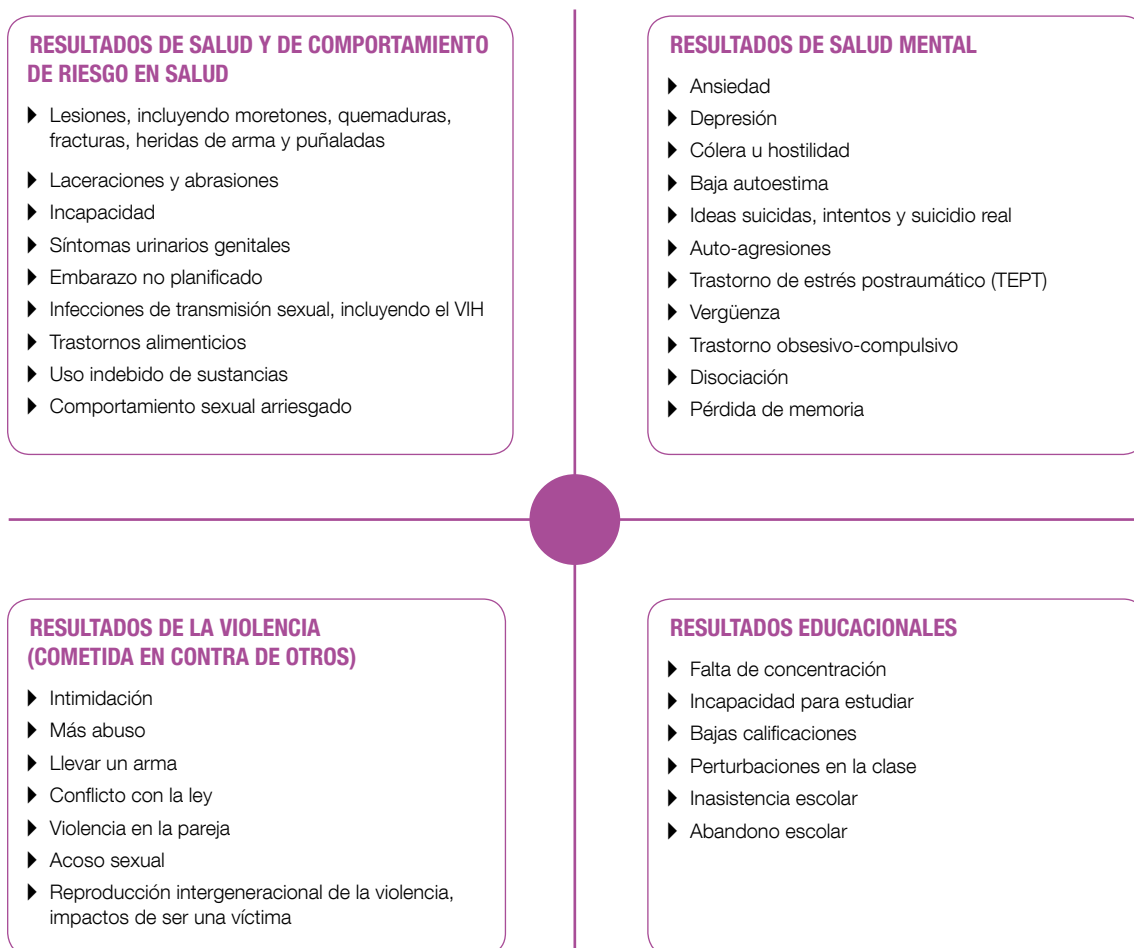 RESULTADOS DE SALUD Y DE COMPORTAMIENTO
DE RIESGO EN SALUD
Lesiones, incluyendo moretones, quemaduras,
fracturas, heridas de arma y puñaladas
Laceraciones y abrasiones
Incapacidad
Síntomas urinarios genitales
Embarazo no planificado
Infecciones de transmisión sexual, incluyendo el VIH
Trastornos alimenticios
Uso indebido de sustancias
Comportamiento sexual arriesgado
RESULTADOS DE SALUD MENTAL
Ansiedad
Depresión
Cólera u hostilidad
Baja autoestima
Ideas suicidas, intentos y suicidio real
Auto-agresiones
Trastorno de estrés postraumático (TEPT)
Vergüenza
Trastorno obsesivo-compulsivo
Disociación
Pérdida de memoria
RESULTADOS DE LA VIOLENCIA
(COMETIDA EN CONTRA DE OTROS)
Intimidación
Más abuso
Llevar un arma
Conflicto con la ley
Violencia en la pareja
Acoso sexual
Reproducción intergeneracional de la violencia,
impactos de ser una víctima
RESULTADOS EDUCACIONALES
Falta de concentración
Incapacidad para estudiar
Bajas calificaciones
Perturbaciones en la clase
Inasistencia escolar
Abandono escolar